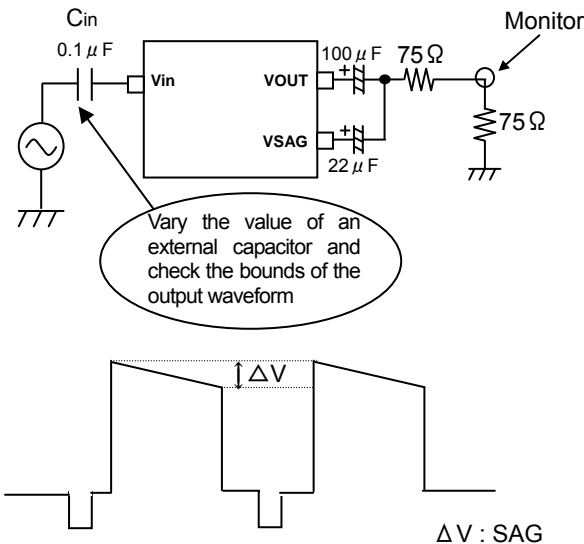 Cin
0.1μF
Vin
VOUT
VSAG
100μF
+
22μF
+
75Ω
Monitor
75Ω
Vary the value of an
external capacitor and
check the bounds of the
output waveform
ΔV
ΔV : SAG